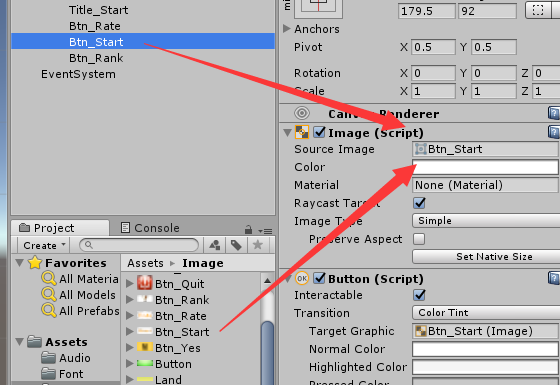 Title_Start
Btn_Rate
Btn_Start
Btn_Rank
EventSystem
Project
Console
Create
Favorites
All Materia
All Models
All Prefabs
Assets
Audio
Font
Assets Image
Btn_Quit
Btn_Rank
Btn_Rate
Btn_Start
Btn_Yes
Button
Land
179.5 92
Anchors
Pivot X 0.5 Y 0.5
Rotation X 0 Y 0 Z 0
Scale X 1 Y 1 Z 1
Renderer
Image (Script)
Source Image Btn_Start
Color
Material None (Material)
Raycast Target
Image Type Simple
Preserve Aspect
Set Native Size
OK Button (Script)
Interactable
Transition Color Tint
Target Graphic Btn_Start (Image)
Normal Color
Highlighted Color